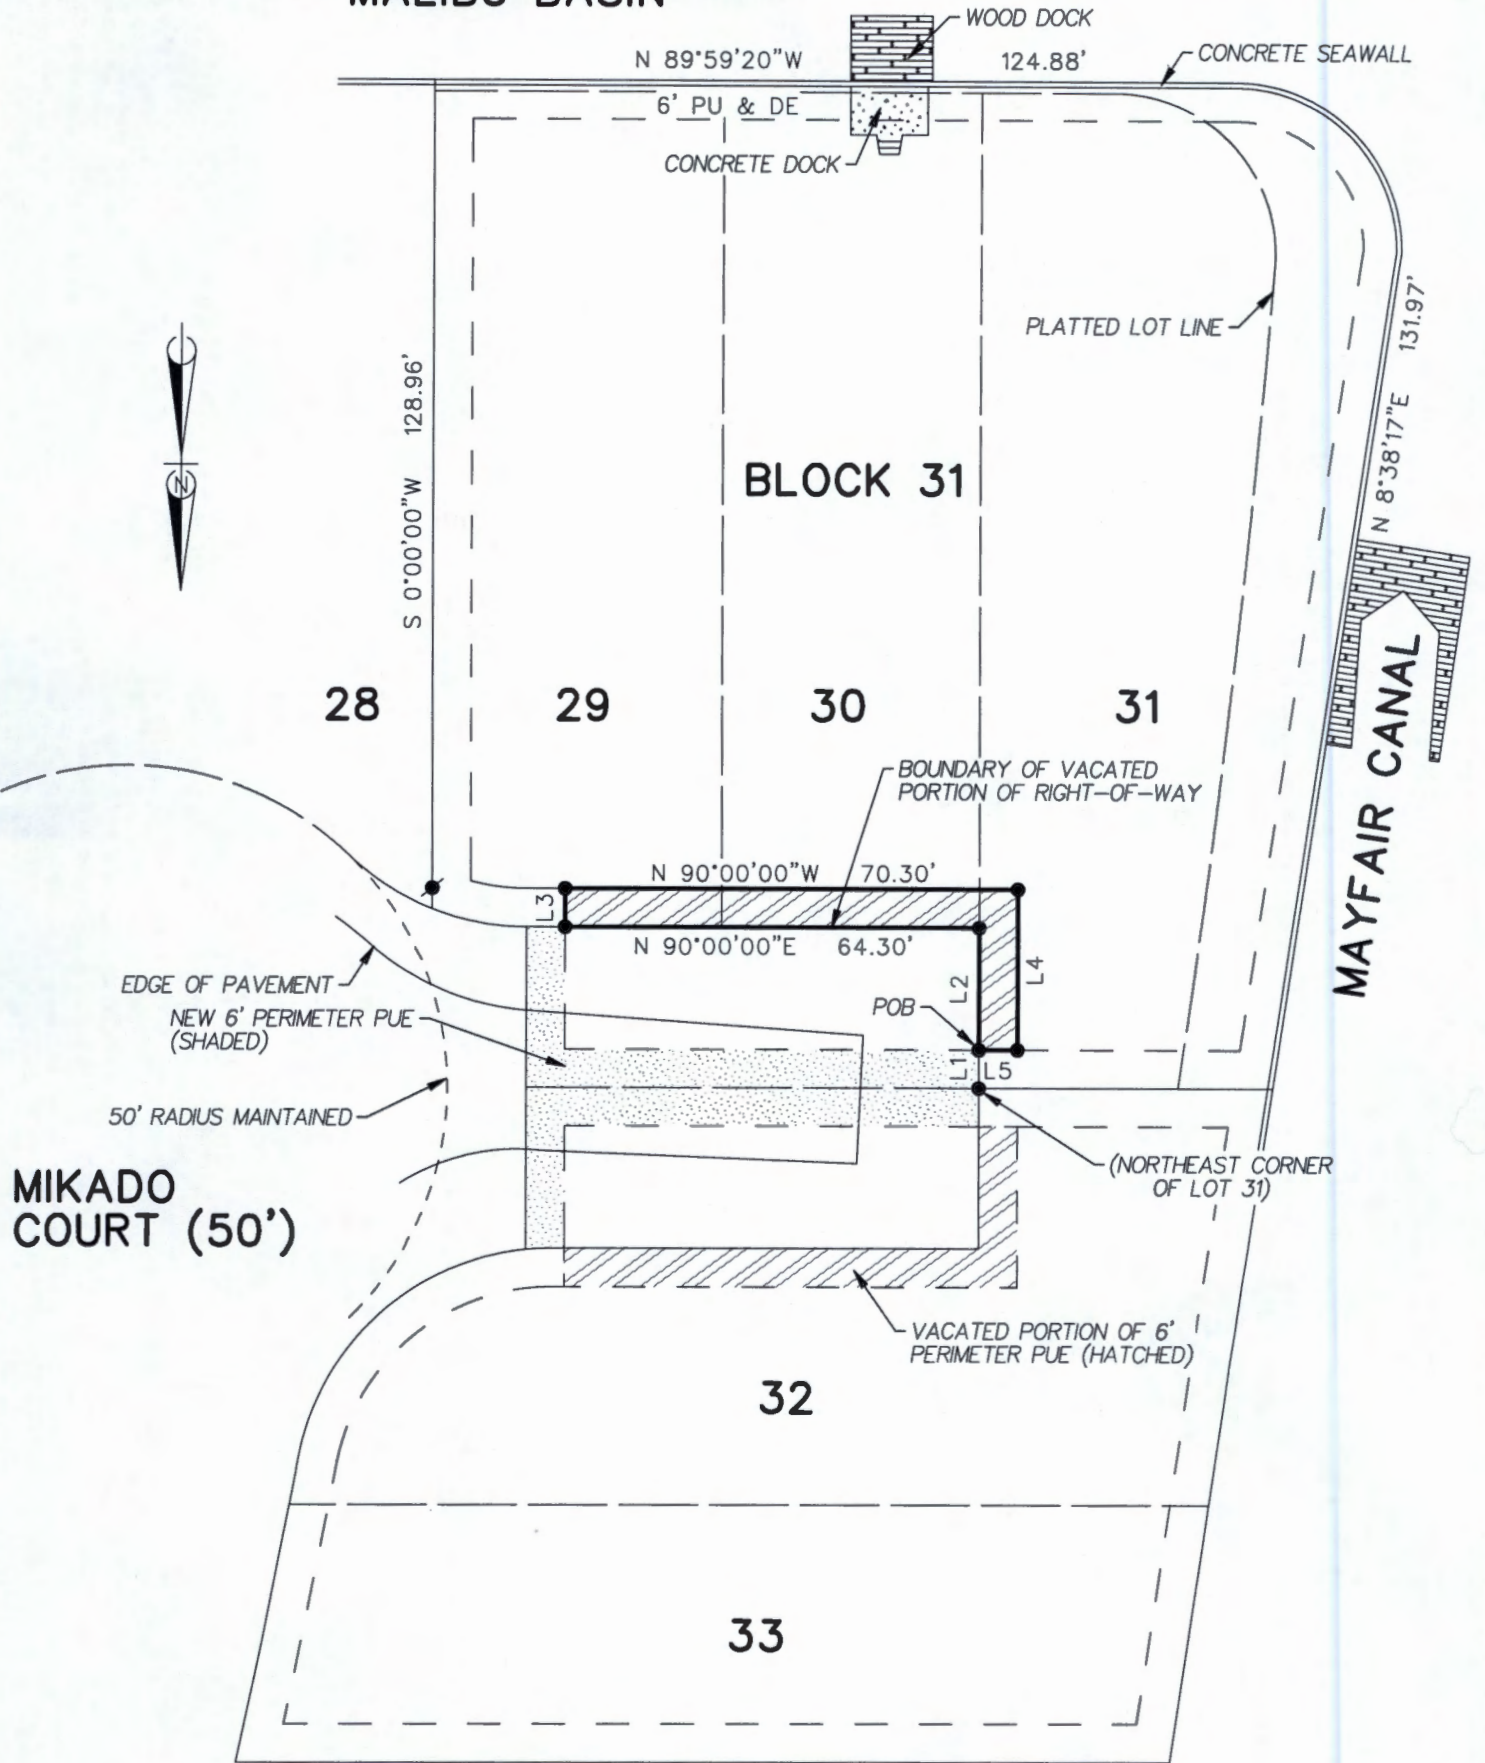 MALIBU BASIN
WOOD DOCK
N 89°59'20"W
124.88'
CONCRETE SEAWALL
6' PU & DE
CONCRETE DOCK
PLATTED LOT LINE
S 0°00'00"W 128.96'
N 8°38'17"E 131.97'
N
BLOCK 31
28
29
30
31
MAYFAIR CANAL
BOUNDARY OF VACATED
PORTION OF RIGHT-OF-WAY
N 90°00'00"W 70.30'
L3
N 90°00'00"E 64.30'
L2
L4
EDGE OF PAVEMENT
POB
NEW 6' PERIMETER PUE
(SHADED)
L1
L5
50' RADIUS MAINTAINED
(NORTHEAST CORNER
OF LOT 31)
MIKADO
COURT (50')
VACATED PORTION OF 6'
PERIMETER PUE (HATCHED)
32
33